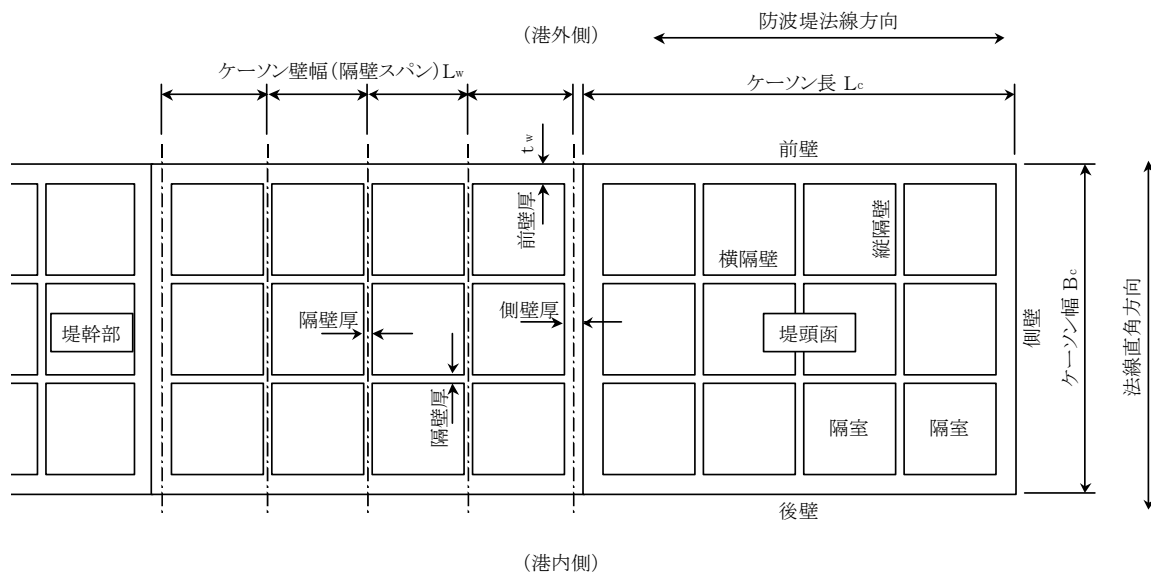 防波堤法線方向
（港外側）
ケーソン壁幅（隔壁スパン）Lw
ケーソン長 Lc
tw
前壁
前壁厚
横隔壁
縦隔壁
隔壁厚
側壁厚
堤幹部
堤頭函
側壁
ケーソン幅 Bc
法線直角方向
隔壁厚
隔室
隔室
後壁
（港内側）